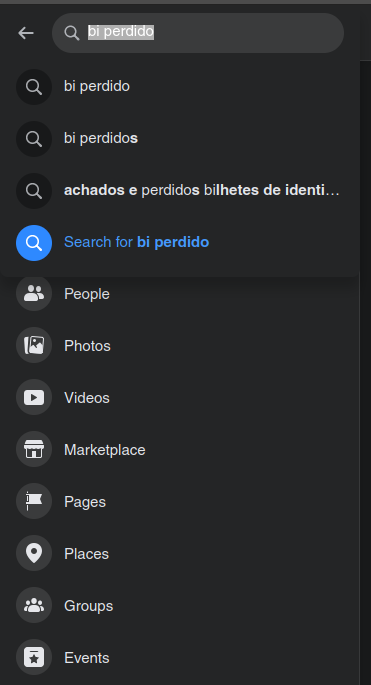 bi perdido
bi perdido
bi perdidos
achados e perdidos bilhetes de identi...
Search for bi perdido
People
Photos
Videos
Marketplace
Pages
Places
Groups
Events